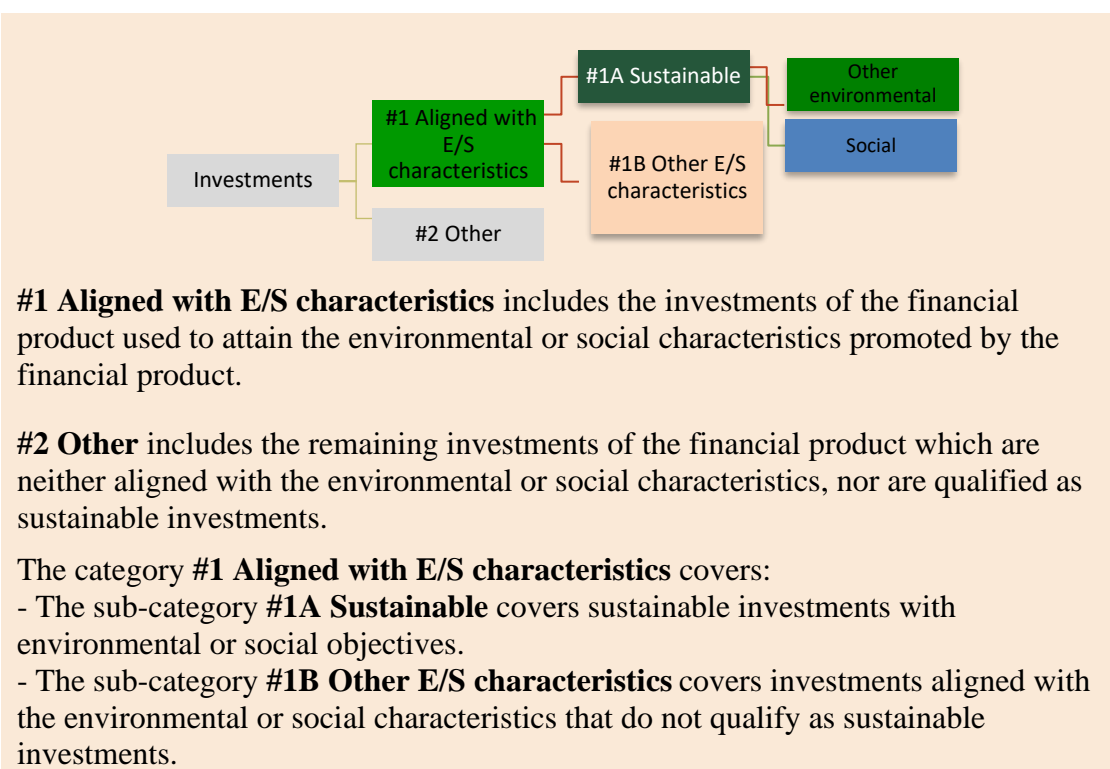 #1A Sustainable
Other
environmental
#1 Aligned with
E/S
characteristics
Social
#1B Other E/S
characteristics
Investments
#2 Other
#1 Aligned with E/S characteristics includes the investments of the financial
product used to attain the environmental or social characteristics promoted by the
financial product.
#2 Other includes the remaining investments of the financial product which are
neither aligned with the environmental or social characteristics, nor are qualified as
sustainable investments.
The category #1 Aligned with E/S characteristics covers:
- The sub-category #1A Sustainable covers sustainable investments with
environmental or social objectives.
- The sub-category #1B Other E/S characteristics covers investments aligned with
the environmental or social characteristics that do not qualify as sustainable
investments.